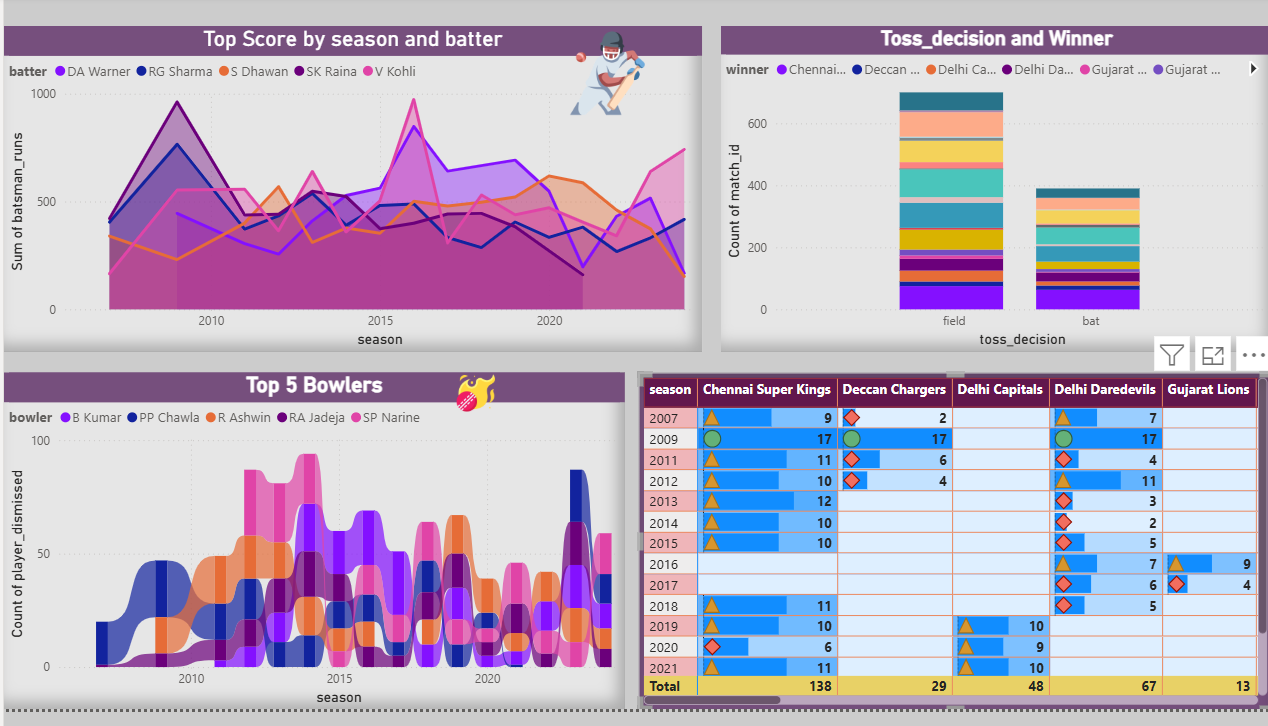 Top Score by season and batter
batter DA Warner RG Sharma S Dhawan SK Raina V Kohli
1000
500
0
Sum of batsman_runs
2010 2015 2020
season
Toss_decision and Winner
winner Chennai... Deccan ... Delhi Ca... Delhi Da... Gujarat ... Gujarat ...
600
400
200
0
Count of match_id
field bat
toss_decision
Top 5 Bowlers
bowler B Kumar PP Chawla R Ashwin RA Jadeja SP Narine
100
50
0
Count of player_dismissed
2010 2015 2020
season
season Chennai Super Kings Deccan Chargers Delhi Capitals Delhi Daredevils Gujarat Lions
2007 9 2 7
2009 17 17 17
2011 11 6 4
2012 10 4 11
2013 12 3
2014 10 2
2015 10 5
2016 7 9
2017 6 4
2018 11 5
2019 10 10
2020 6 9
2021 11 10
Total 138 29 48 67 13